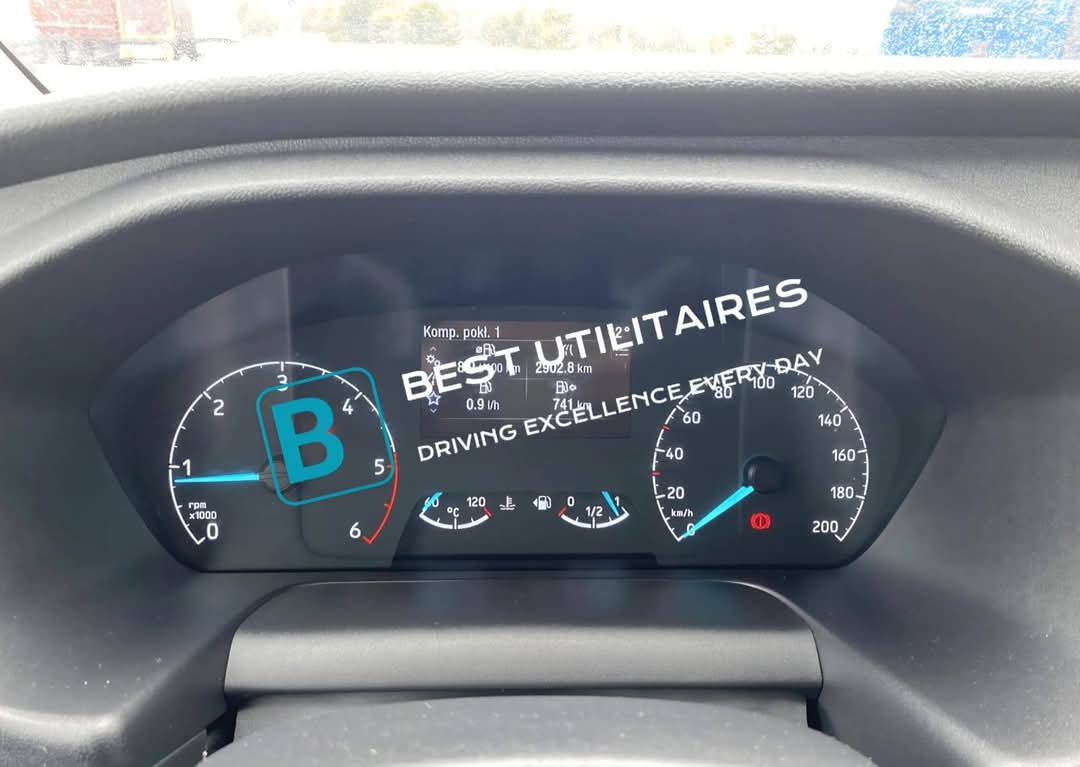 Komp. pokł. 1
2°
2902.8 km
0.9 l/h
741 km
B
BEST UTILITAIRES
DRIVING EXCELLENCE EVERY DAY
0
1
2
3
4
5
6
rpm
x1000
60 °C 120
0 1/2 1
0
20
40
60
80
100
120
140
160
180
200
km/h